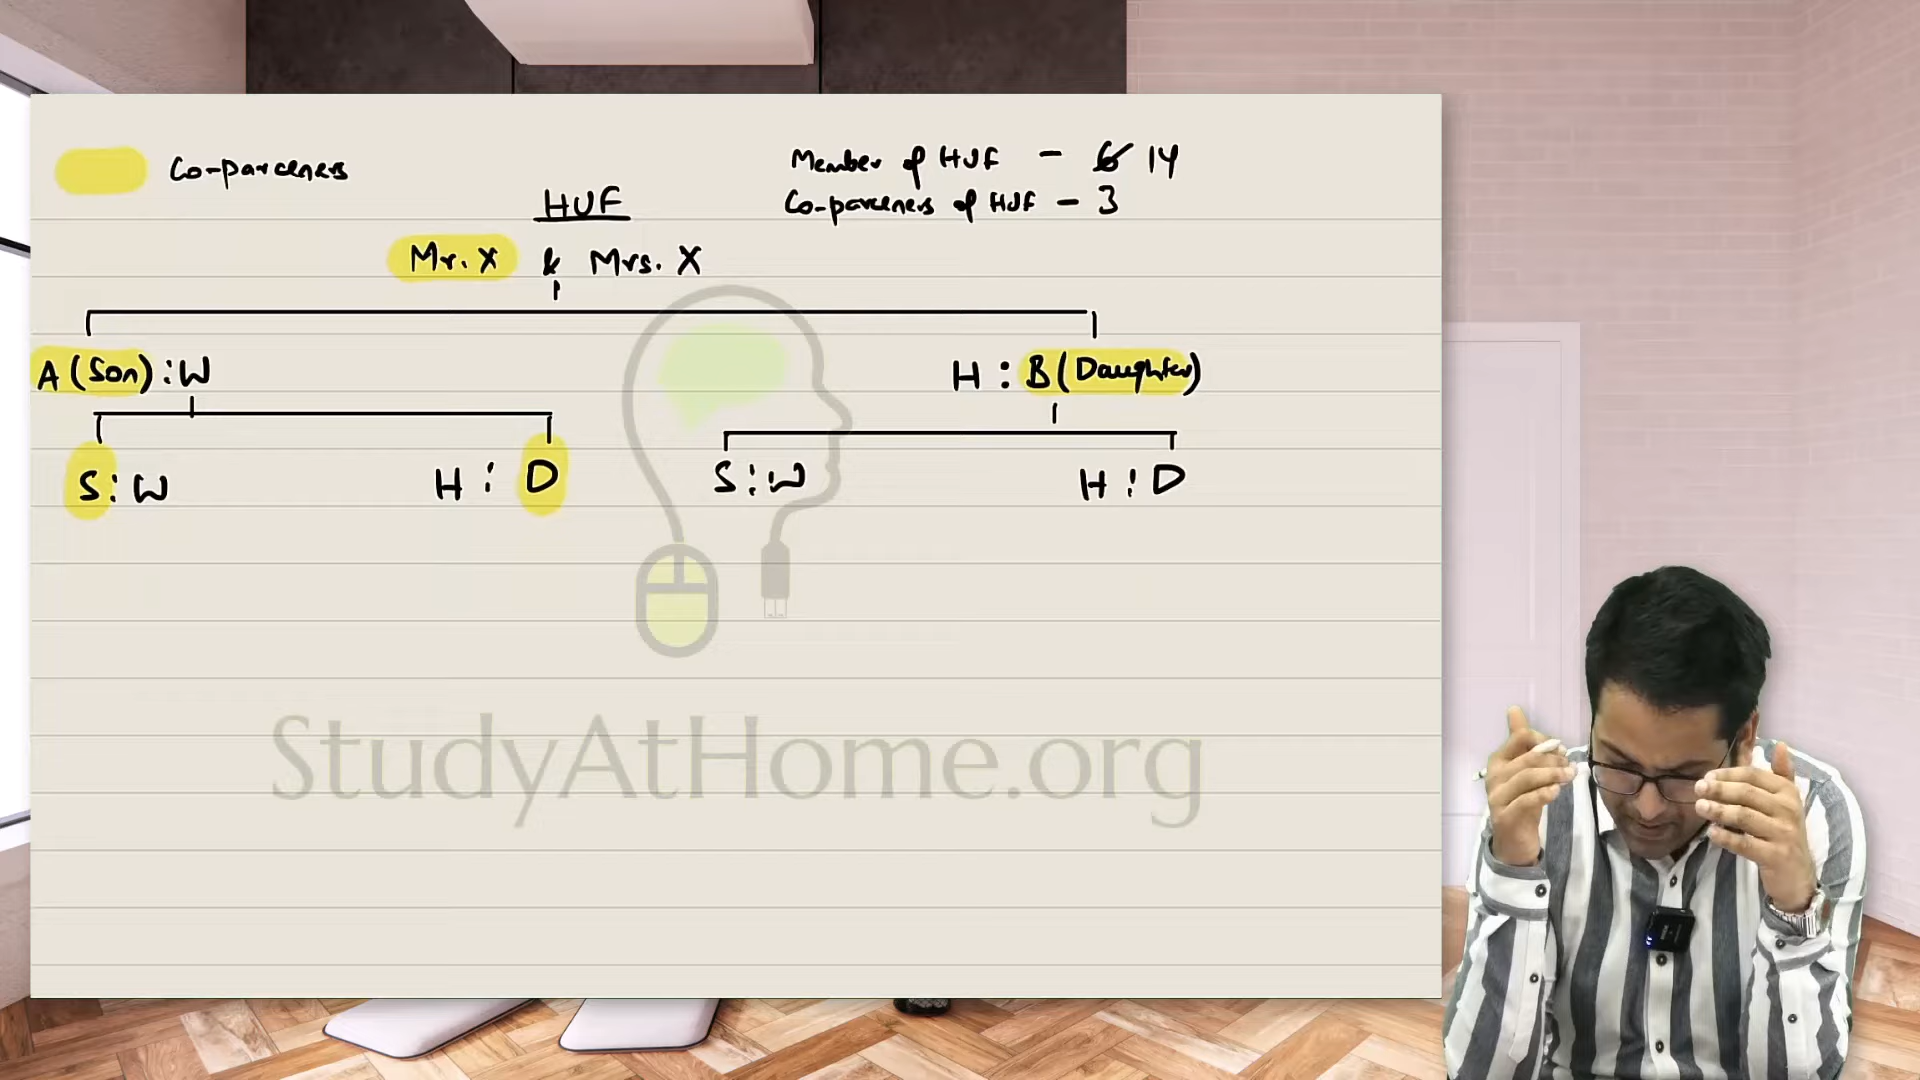 Co-parceners
Member of HUF - 6 14
Co-parceners of HUF - 3
HUF
Mr. X & Mrs. X
A (Son) : W
H : B (Daughter)
S : W
H : D
S : W
H : D
StudyAtHome.org